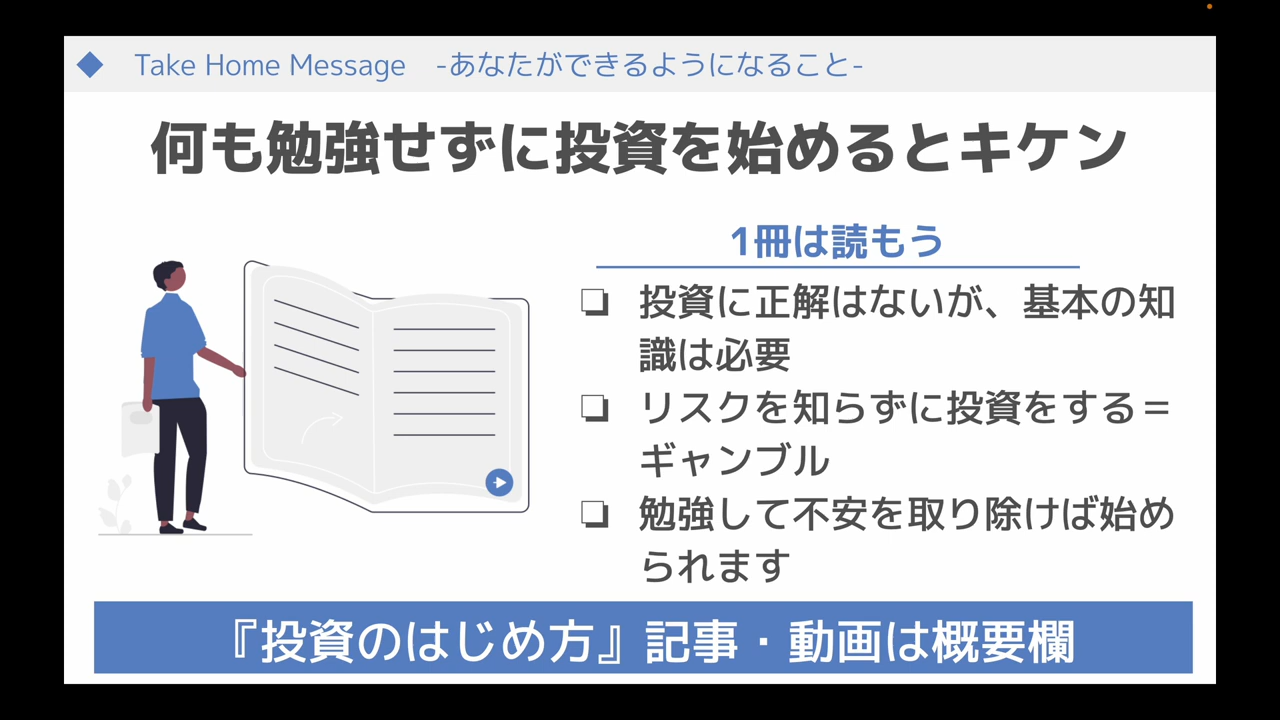 Take Home Message -あなたができるようになること-
何も勉強せずに投資を始めるとキケン
1冊は読もう
投資に正解はないが、基本の知
識は必要
リスクを知らずに投資をする＝
ギャンブル
勉強して不安を取り除けば始め
られます
『投資のはじめ方』記事・動画は概要欄